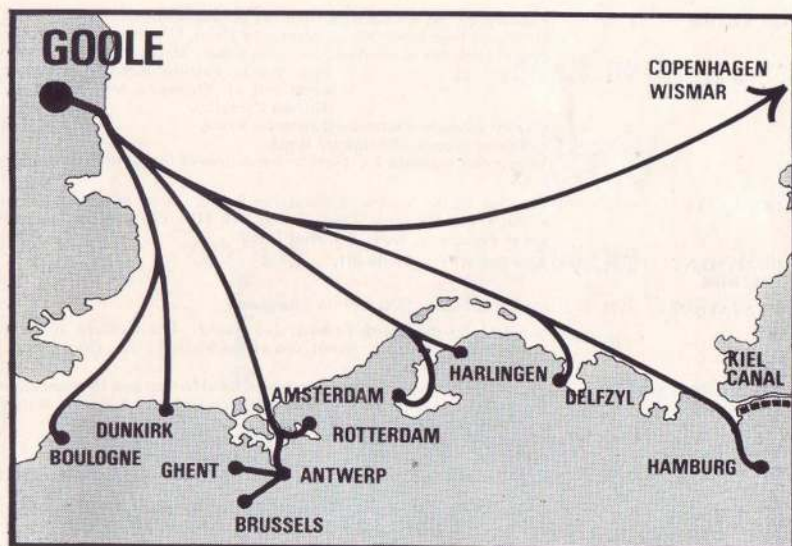 GOOLE
COPENHAGEN
WISMAR
KIEL
CANAL
HARLINGEN
AMSTERDAM
DELFZYL
DUNKIRK
ROTTERDAM
BOULOGNE
GHENT
ANTWERP
HAMBURG
BRUSSELS